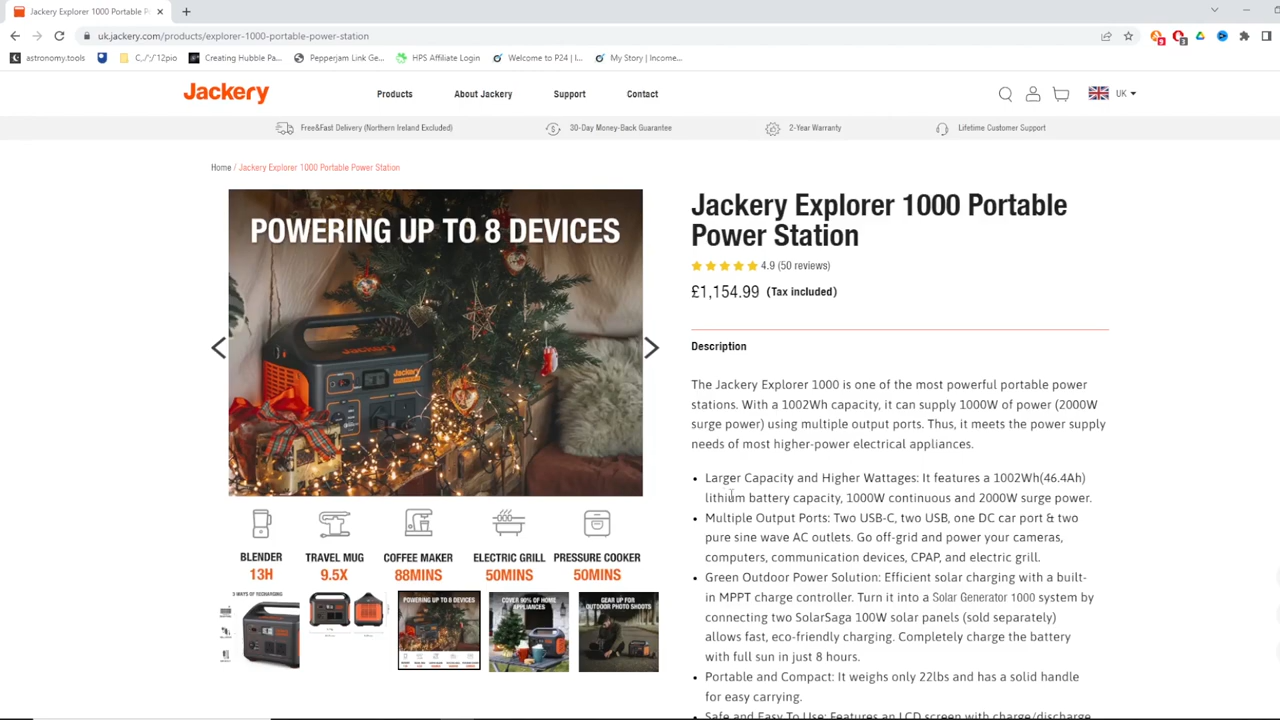 Jackery Explorer 1000 Portable P
uk.jackery.com/products/explorer-1000-portable-power-station
astronomy.tools
Creating Hubble Pa...
Pepperjam Link Ge...
HPS Affiliate Login
Welcome to P24 | I...
My Story | Income...
Jackery
Products
About Jackery
Support
Contact
UK
Free&Fast Delivery (Northern Ireland Excluded)
30-Day Money-Back Guarantee
2-Year Warranty
Lifetime Customer Support
Home / Jackery Explorer 1000 Portable Power Station
POWERING UP TO 8 DEVICES
Jackery
BLENDER
13H
TRAVEL MUG
9.5X
COFFEE MAKER
88MINS
ELECTRIC GRILL
50MINS
PRESSURE COOKER
50MINS
3 WAYS OF RECHARGING
POWERING UP TO 8 DEVICES
COVER 90% OF HOME
APPLIANCES
GEAR UP FOR
OUTDOOR PHOTO SHOOTS
Jackery Explorer 1000 Portable
Power Station
4.9 (50 reviews)
£1,154.99 (Tax included)
Description
The Jackery Explorer 1000 is one of the most powerful portable power
stations. With a 1002Wh capacity, it can supply 1000W of power (2000W
surge power) using multiple output ports. Thus, it meets the power supply
needs of most higher-power electrical appliances.
Larger Capacity and Higher Wattages: It features a 1002Wh(46.4Ah)
lithium battery capacity, 1000W continuous and 2000W surge power.
Multiple Output Ports: Two USB-C, two USB, one DC car port & two
pure sine wave AC outlets. Go off-grid and power your cameras,
computers, communication devices, CPAP, and electric grill.
Green Outdoor Power Solution: Efficient solar charging with a built-
in MPPT charge controller. Turn it into a Solar Generator 1000 system by
connecting two SolarSaga 100W solar panels (sold separately)
allows fast, eco-friendly charging. Completely charge the battery
with full sun in just 8 hours.
Portable and Compact: It weighs only 22lbs and has a solid handle
for easy carrying.
Safe and Easy To Use: Features an LCD screen with charge/discharge